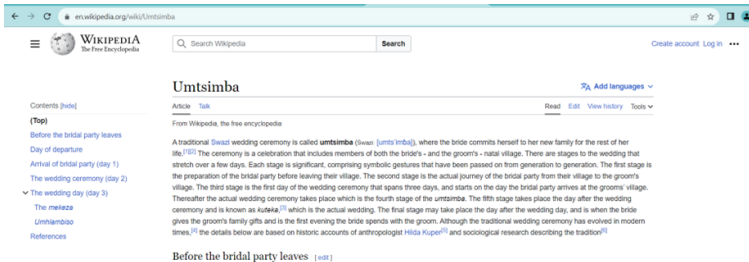 en.wikipedia.org/wiki/Umtsimba
WIKIPEDIA
The Free Encyclopedia
Search Wikipedia
Search
Create account Log in
Umtsimba
Add languages
Contents [hide]
(Top)
Before the bridal party leaves
Day of departure
Arrival of bridal party (day 1)
The wedding ceremony (day 2)
The wedding day (day 3)
The mekeza
Umhlambiso
References
Article Talk
Read Edit View history Tools
From Wikipedia, the free encyclopedia
A traditional Swazi wedding ceremony is called umtsimba (Swazi: [umtsʼimɓa]), where the bride commits herself to her new family for the rest of her
life.[1][2] The ceremony is a celebration that includes members of both the bride's - and the groom's - natal village. There are stages to the wedding that
stretch over a few days. Each stage is significant, comprising symbolic gestures that have been passed on from generation to generation. The first stage is
the preparation of the bridal party before leaving their village. The second stage is the actual journey of the bridal party from their village to the groom's
village. The third stage is the first day of the wedding ceremony that spans three days, and starts on the day the bridal party arrives at the grooms' village.
Thereafter the actual wedding ceremony takes place which is the fourth stage of the umtsimba. The fifth stage takes place the day after the wedding
ceremony and is known as kuteka,[3] which is the actual wedding. The final stage may take place the day after the wedding day, and is when the bride
gives the groom's family gifts and is the first evening the bride spends with the groom. Although the traditional wedding ceremony has evolved in modern
times,[4] the details below are based on historic accounts of anthropologist Hilda Kuper[5] and sociological research describing the tradition[6]
Before the bridal party leaves [edit]